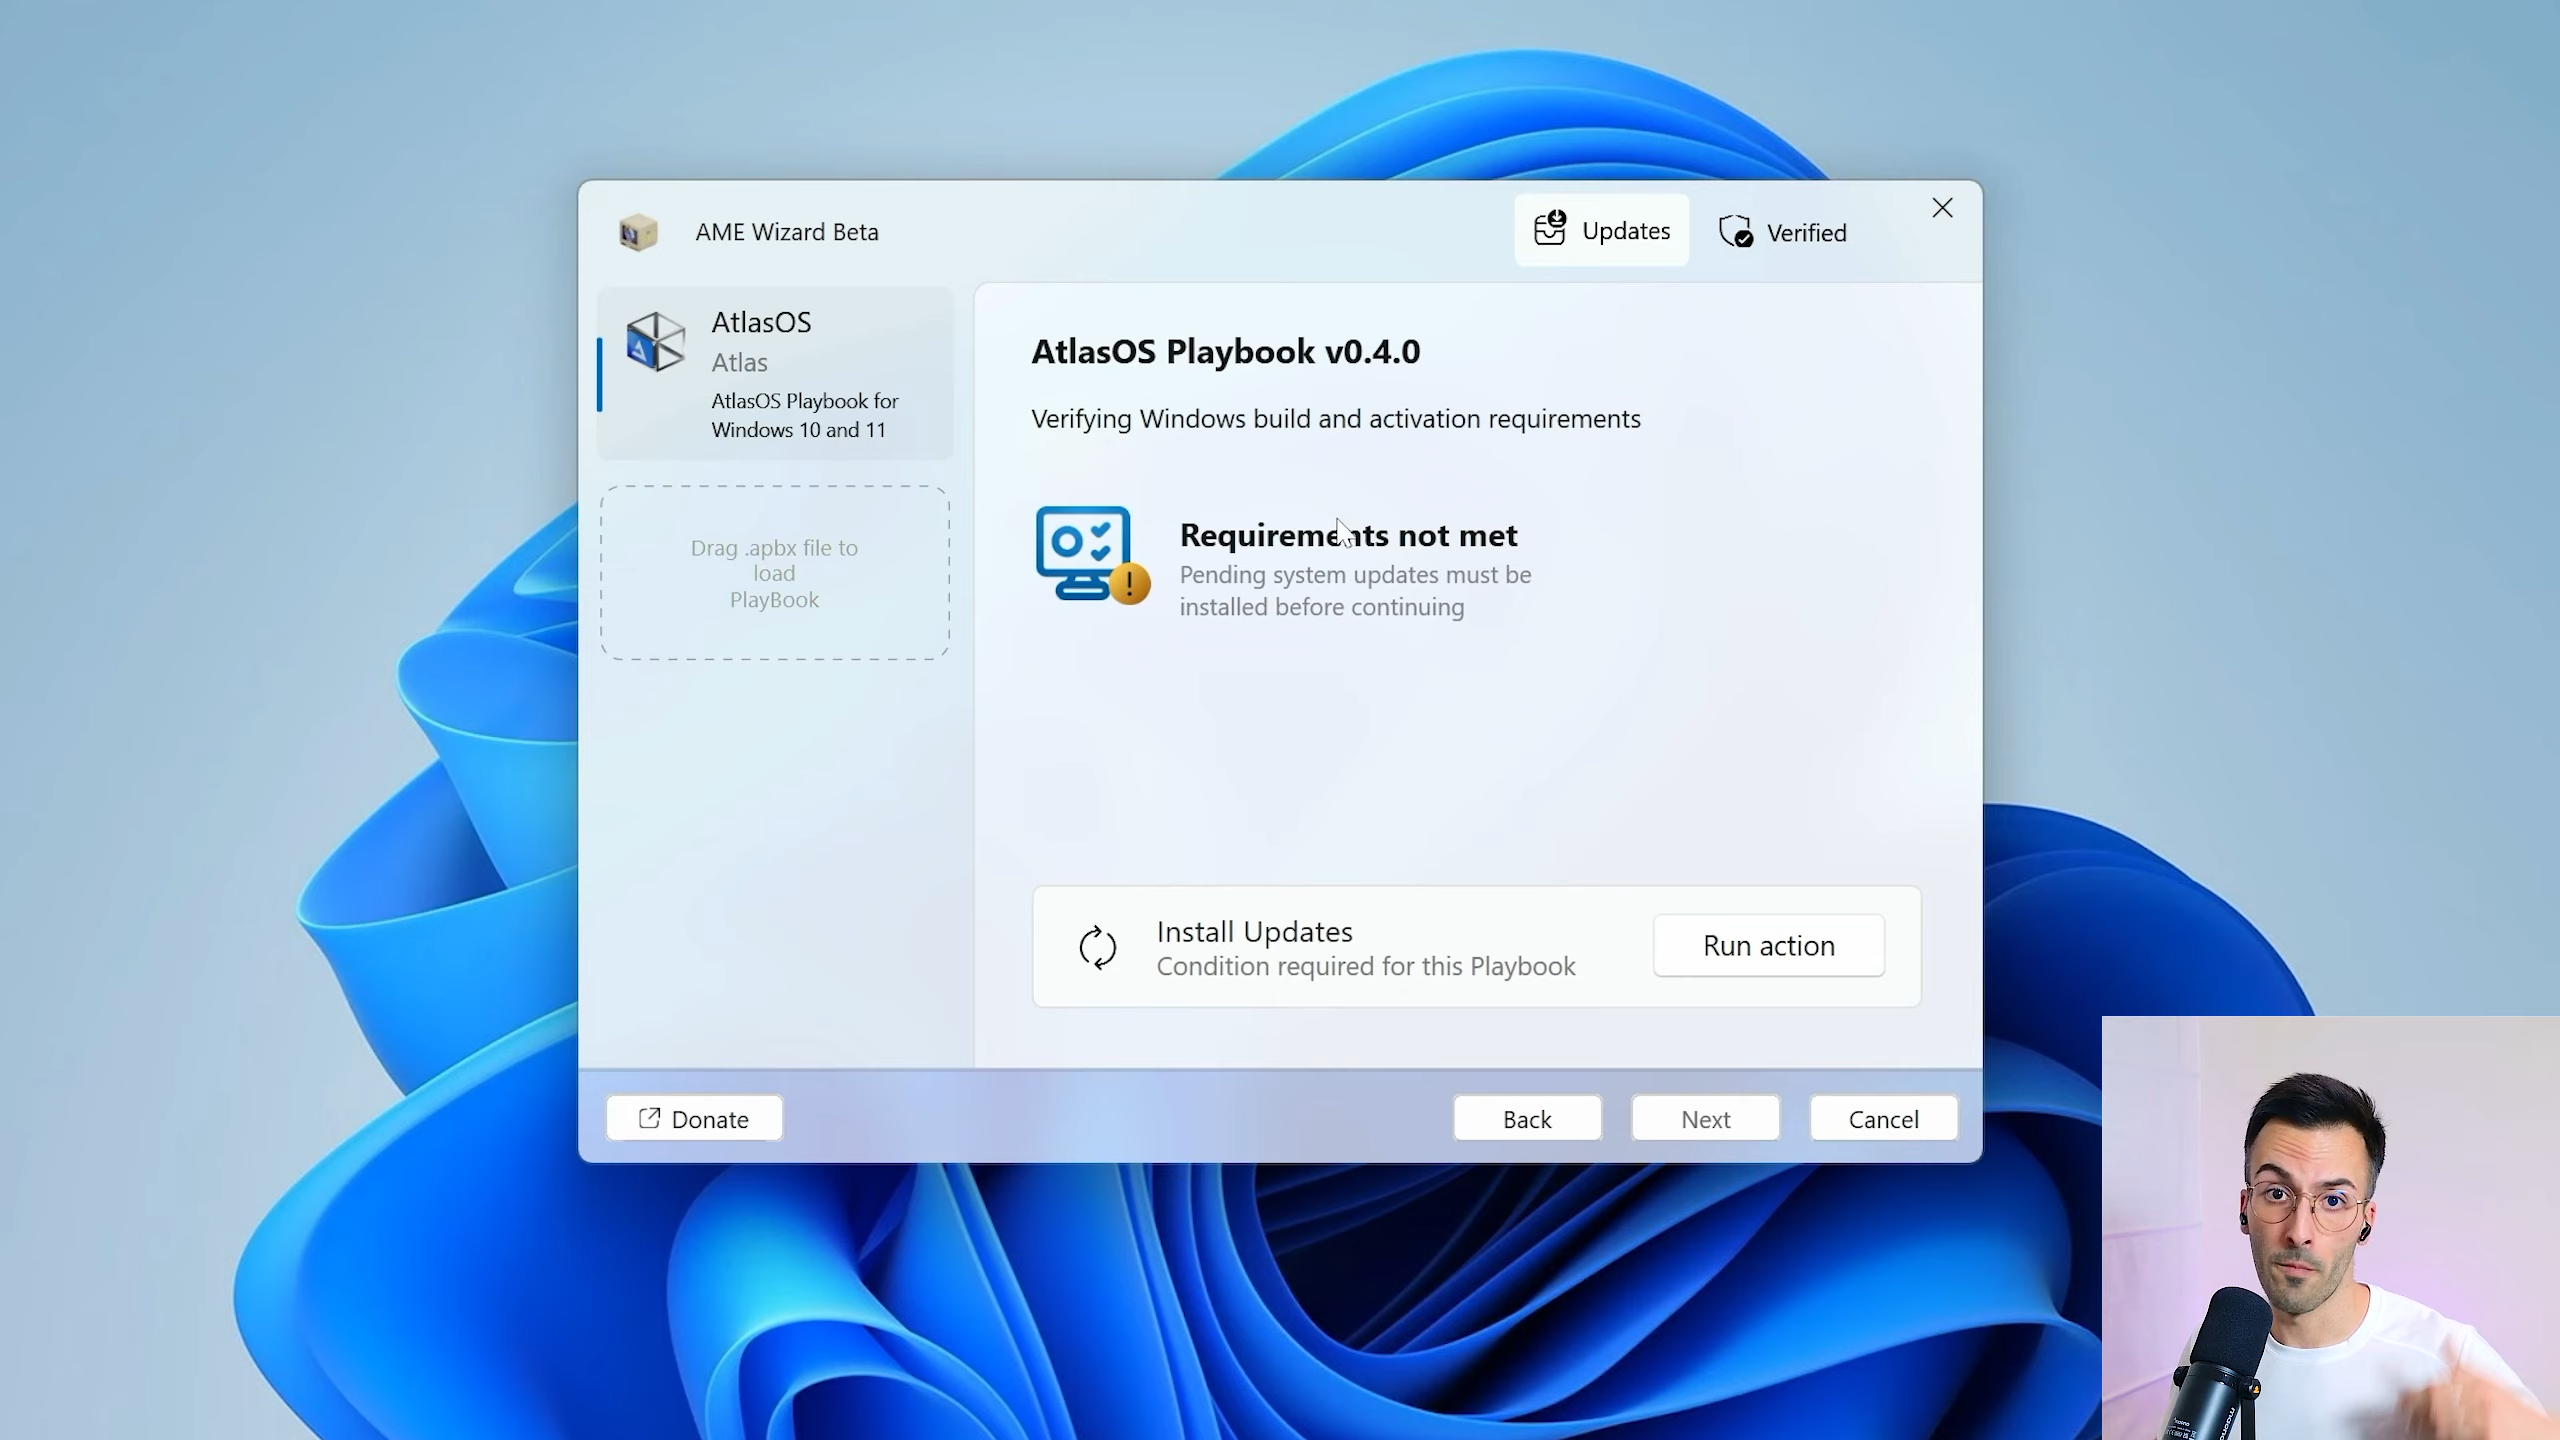 AME Wizard Beta
Updates
Verified
AtlasOS
Atlas
AtlasOS Playbook for
Windows 10 and 11
Drag .apbx file to
load
PlayBook
AtlasOS Playbook v0.4.0
Verifying Windows build and activation requirements
Requirements not met
Pending system updates must be
installed before continuing
Install Updates
Condition required for this Playbook
Run action
Donate
Back
Next
Cancel